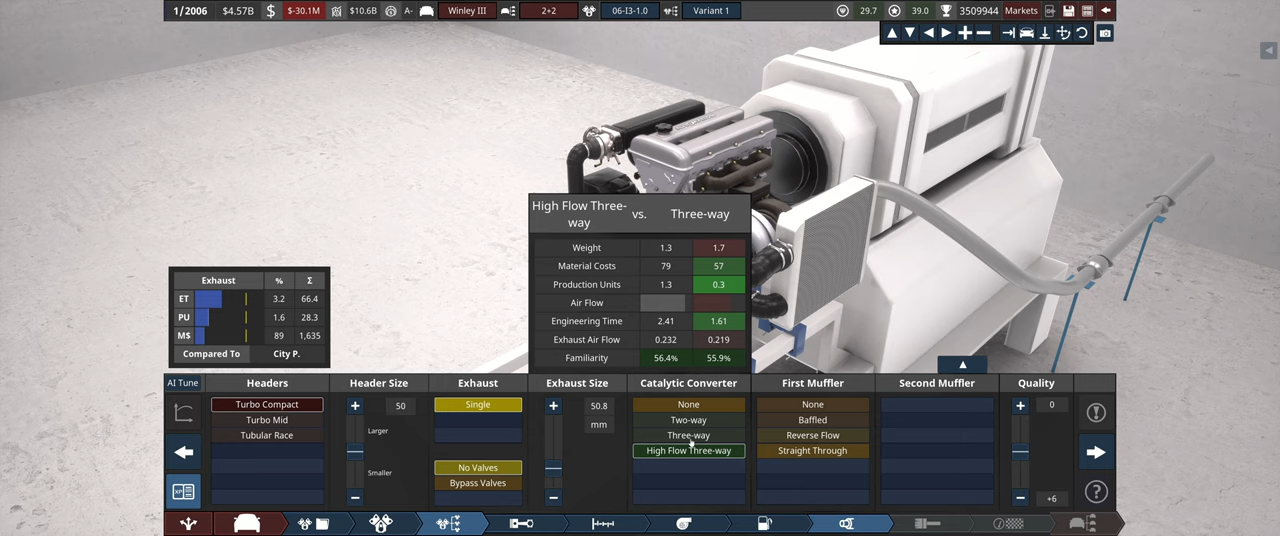 1/2006 $4.57B $-30.1M $10.6B A- Winley III 2+2 06-I3-1.0 Variant 1 29.7 39.0 3509944 Markets
High Flow Three-way vs. Three-way
Weight 1.3 1.7
Material Costs 79 57
Production Units 1.3 0.3
Air Flow
Engineering Time 2.41 1.61
Exhaust Air Flow 0.232 0.219
Familiarity 56.4% 55.9%
Exhaust % Σ
ET 3.2 66.4
PU 1.6 28.3
M$ 89 1,635
Compared To City P.
AI Tune Headers Header Size Exhaust Exhaust Size Catalytic Converter First Muffler Second Muffler Quality
Turbo Compact 50 Single 50.8 None None 0
Turbo Mid mm Two-way Baffled
Tubular Race Larger Three-way Reverse Flow
High Flow Three-way Straight Through
Smaller No Valves
Bypass Valves
+6
XP